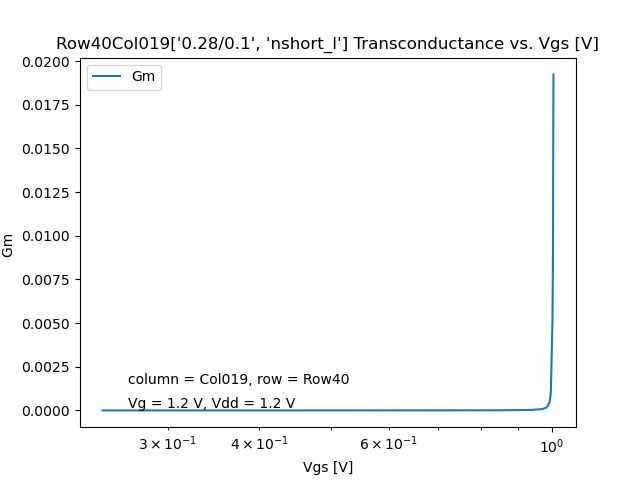 Row40Col019['0.28/0.1', 'nshort_l'] Transconductance vs. Vgs [V]
Gm
0.0200
0.0175
0.0150
0.0125
0.0100
0.0075
0.0050
0.0025
0.0000
Gm
column = Col019, row = Row40
Vg = 1.2 V, Vdd = 1.2 V
3 × 10⁻¹ 4 × 10⁻¹ 6 × 10⁻¹ 10⁰
Vgs [V]